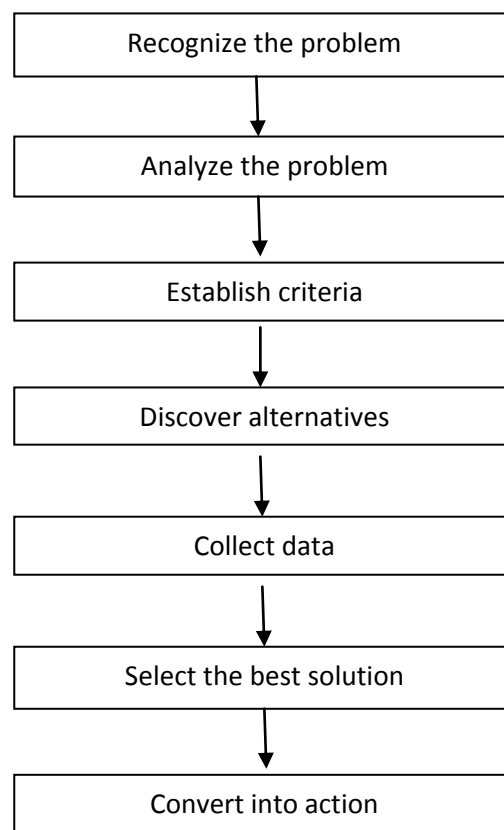 Recognize the problem
Analyze the problem
Establish criteria
Discover alternatives
Collect data
Select the best solution
Convert into action